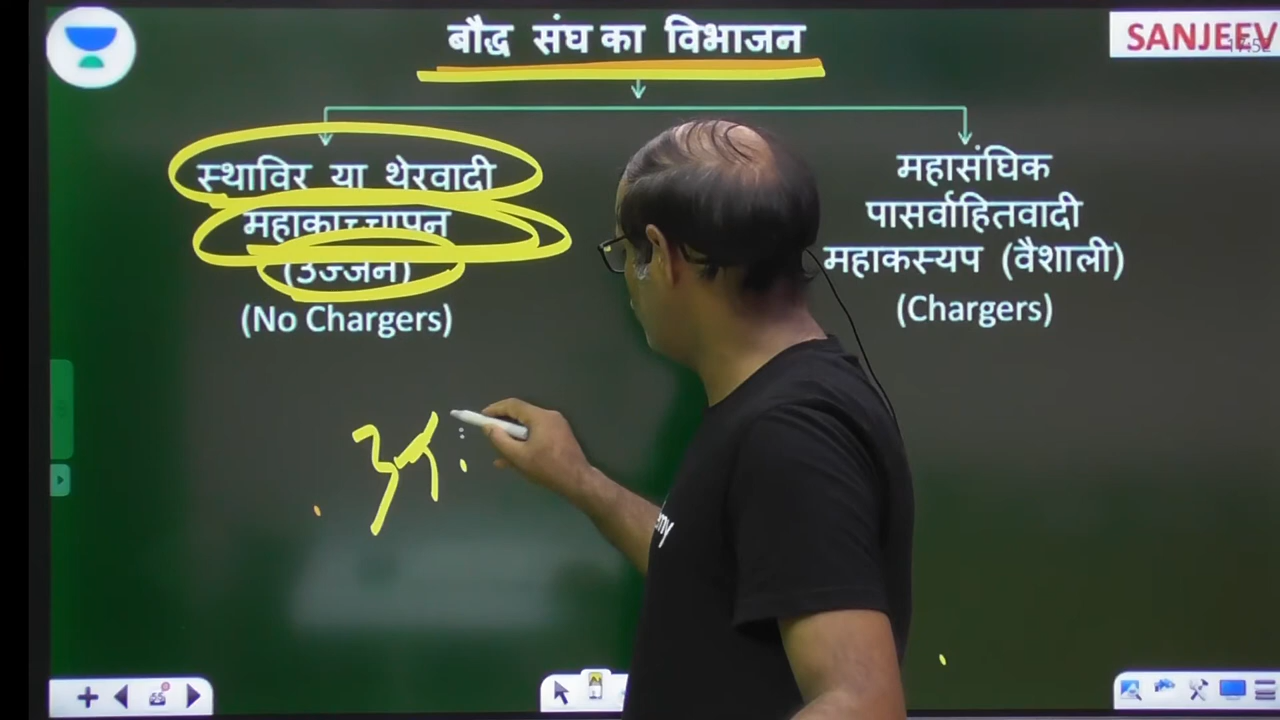 बौद्ध संघ का विभाजन
SANJEEV
स्थाविर या थेरवादी
महाकाच्चापन
(उज्जन)
(No Chargers)
महासंघिक
पासर्वाहितवादी
महाकस्यप (वैशाली)
(Chargers)